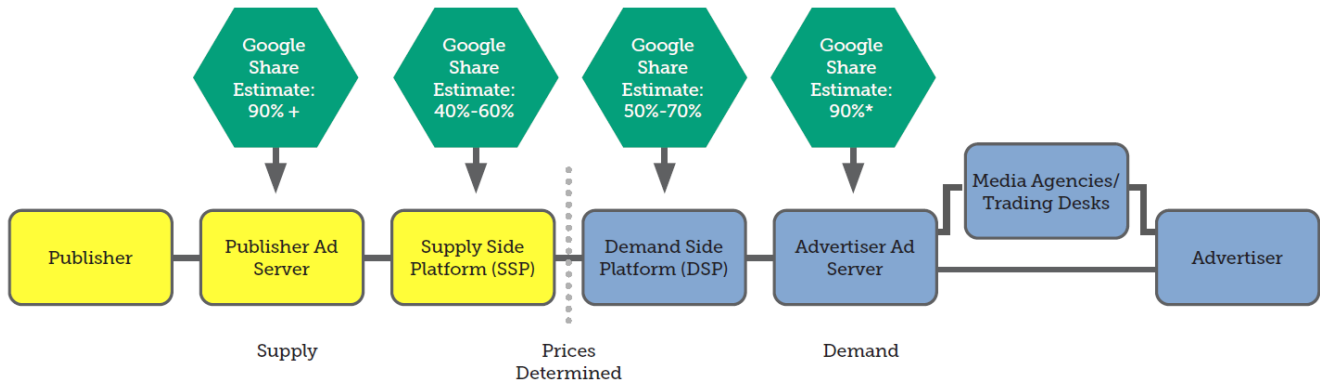 Google
Share
Estimate:
90% +
Google
Share
Estimate:
40%-60%
Google
Share
Estimate:
50%-70%
Google
Share
Estimate:
90%*
Publisher
Publisher Ad
Server
Supply Side
Platform (SSP)
Demand Side
Platform (DSP)
Advertiser Ad
Server
Media Agencies/
Trading Desks
Advertiser
Supply
Prices
Determined
Demand